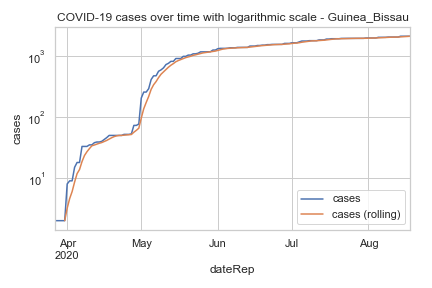 COVID-19 cases over time with logarithmic scale - Guinea_Bissau
cases
10³
10²
10¹
cases
cases (rolling)
Apr
2020
May
Jun
Jul
Aug
dateRep